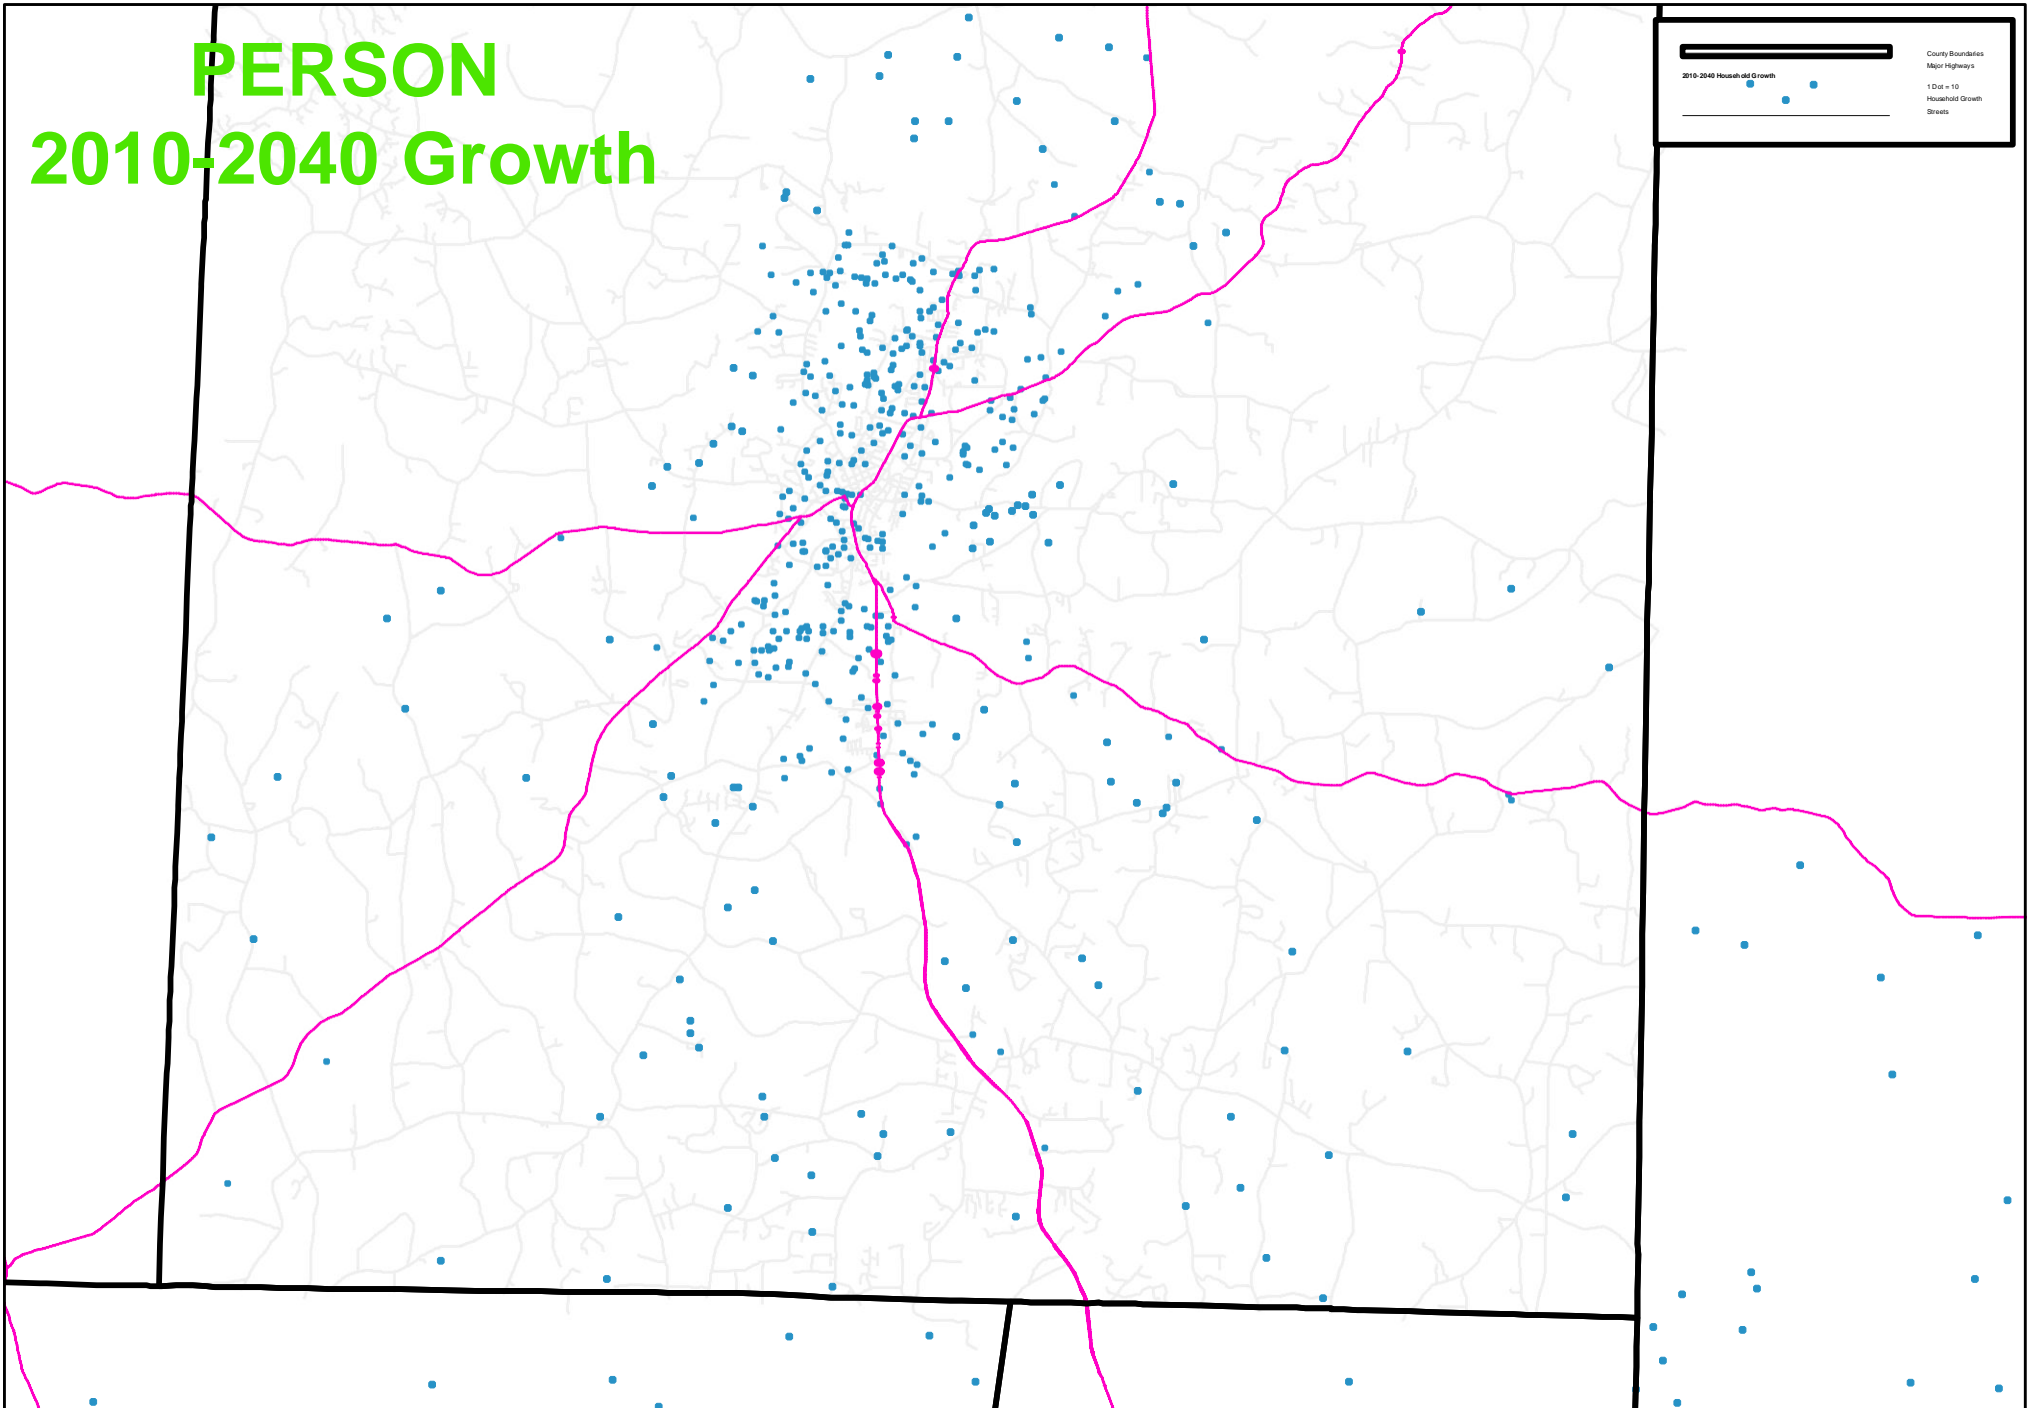 PERSON
2010-2040 Growth
County Boundaries
Major Highways
2010-2040 Household Growth
1 Dot = 10
Household Growth
Streets